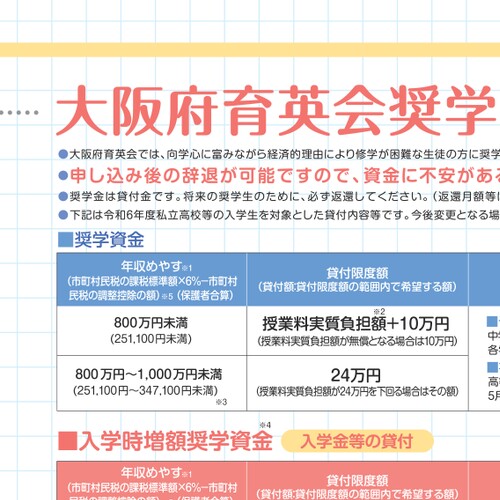 大阪府育英会奨学
●大阪府育英会では、向学心に富みながら経済的理由により修学が困難な生徒の方に奨学
●申し込み後の辞退が可能ですので、資金に不安がある
●奨学金は貸付金です。将来の奨学生のために、必ず返還してください。(返還月額等
●下記は令和6年度私立高校等の入学生を対象とした貸付内容等です。今後変更となる場
■奨学資金
年収めやす※1
(市町村民税の課税標準額×6%−市町村
民税の調整控除の額)※5(保護者合算)
貸付限度額
(貸付額:貸付限度額の範囲内で希望する額)
800万円未満
(251,100円未満)
授業料実質負担額※2+10万円
(授業料実質負担額が無償となる場合は10万円)
800万円〜1,000万円未満
(251,100円〜347,100円未満)
※3
24万円
(授業料実質負担額が24万円を下回る場合はその額)
中学
各
高校
5月
■入学時増額奨学資金※4
入学金等の貸付
年収めやす※1
(市町村民税の課税標準額×6%−市町村
貸付限度額
(貸付額:貸付限度額の範囲内で希望する額)